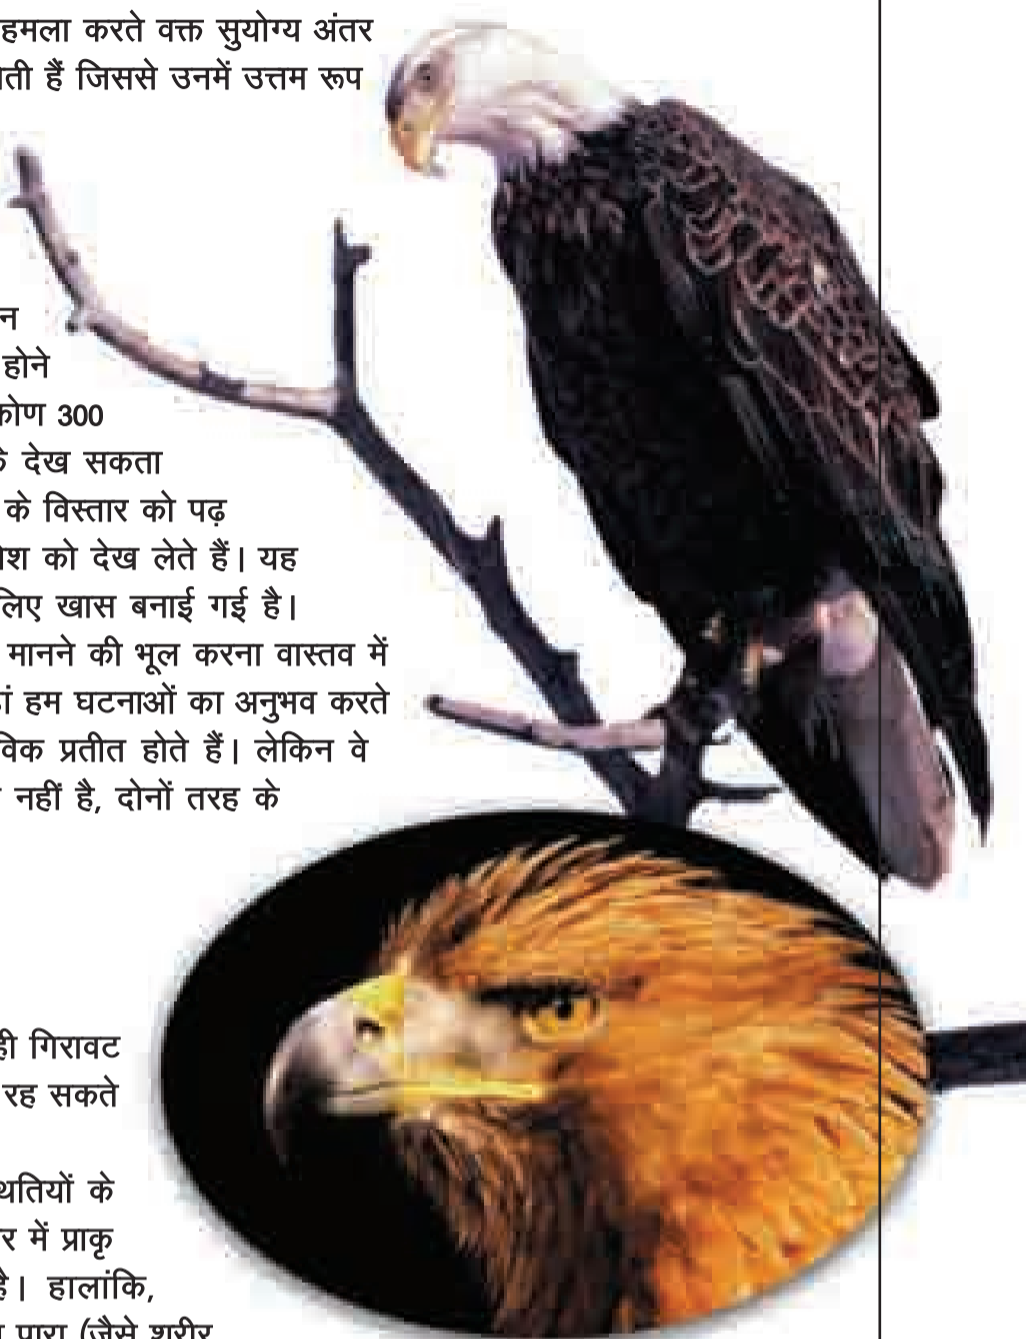 हमला करते वक्त सुयोग्य अंतर
हैं जिससे उनमें उत्तम रूप
होने
300
देख सकता
के विस्तार को पढ़
को देख लेते हैं। यह
लिए खास बनाई गई है।
मानने की भूल करना वास्तव में
हम घटनाओं का अनुभव करते
प्रतीत होते हैं। लेकिन वे
नहीं है, दोनों तरह के
गिरावट
रह सकते
के
में प्राकृ
है। हालांकि,
पारा (जैसे शरीर